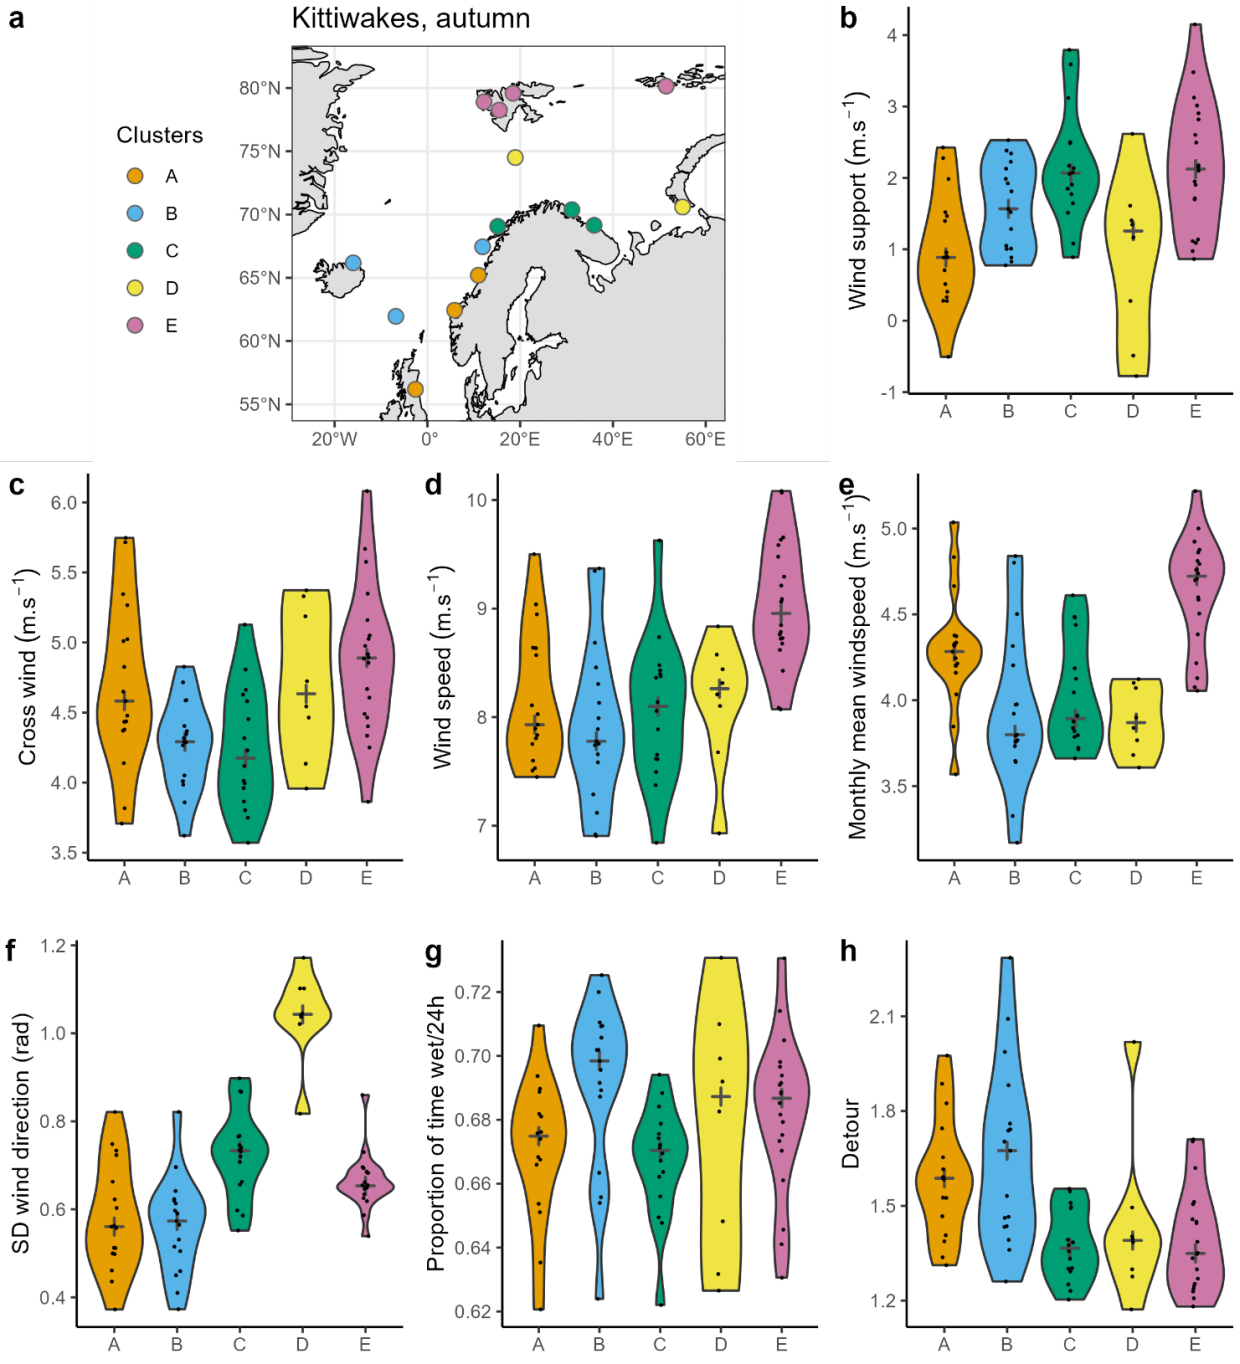 a
Kittiwakes, autumn
Clusters
A
B
C
D
E
80°N
75°N
70°N
65°N
60°N
55°N
20°W
0°
20°E
40°E
60°E
b
Wind support (m.s⁻¹)
4
3
2
1
0
-1
A B C D E
c
Cross wind (m.s⁻¹)
6.0
5.5
5.0
4.5
4.0
3.5
A B C D E
d
Wind speed (m.s⁻¹)
10
9
8
7
A B C D E
e
Monthly mean windspeed (m.s⁻¹)
5.0
4.5
4.0
3.5
A B C D E
f
SD wind direction (rad)
1.2
1.0
0.8
0.6
0.4
A B C D E
g
Proportion of time wet/24h
0.72
0.70
0.68
0.66
0.64
0.62
A B C D E
h
Detour
2.1
1.8
1.5
1.2
A B C D E